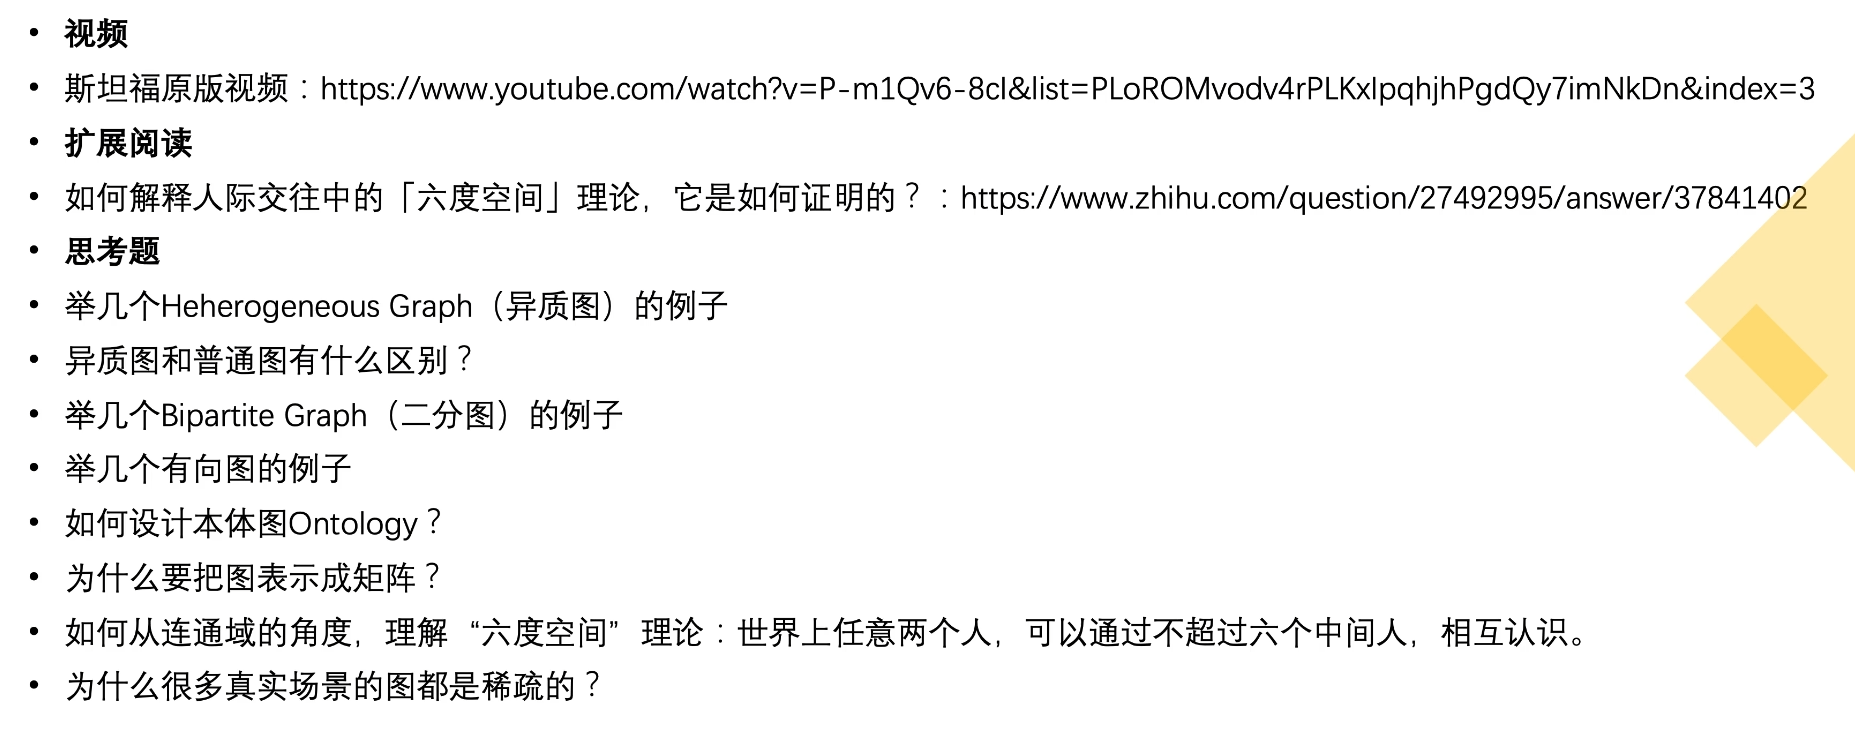 • 视频
• 斯坦福原版视频：https://www.youtube.com/watch?v=P-m1Qv6-8cI&list=PLoROMvodv4rPLKxIpqhjhPgdQy7imNkDn&index=3
• 扩展阅读
• 如何解释人际交往中的「六度空间」理论，它是如何证明的？：https://www.zhihu.com/question/27492995/answer/37841402
• 思考题
• 举几个Heherogeneous Graph（异质图）的例子
• 异质图和普通图有什么区别？
• 举几个Bipartite Graph（二分图）的例子
• 举几个有向图的例子
• 如何设计本体图Ontology？
• 为什么要把图表示成矩阵？
• 如何从连通域的角度，理解“六度空间”理论：世界上任意两个人，可以通过不超过六个中间人，相互认识。
• 为什么很多真实场景的图都是稀疏的？